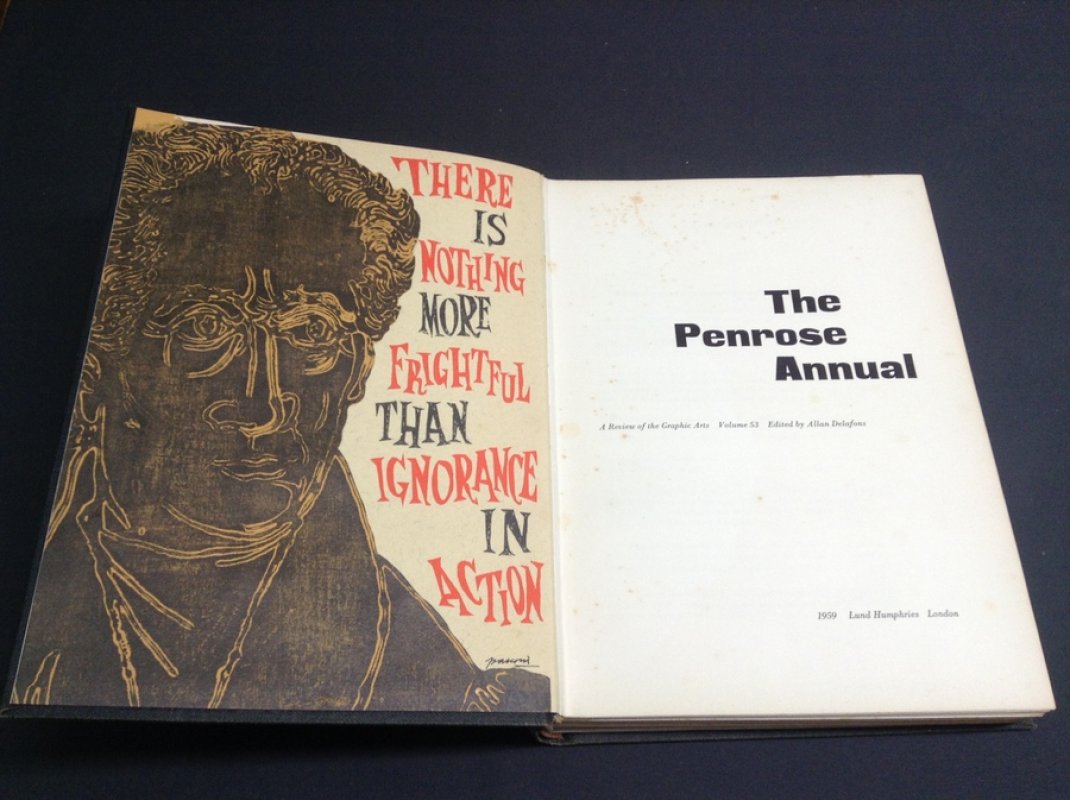 THERE
IS
NOTHING
MORE
FRIGHTFUL
THAN
IGNORANCE
IN
ACTION
The
Penrose
Annual
A Review of the Graphic Arts Volume 53 Edited by Allan Delafons
1959 Lund Humphries London